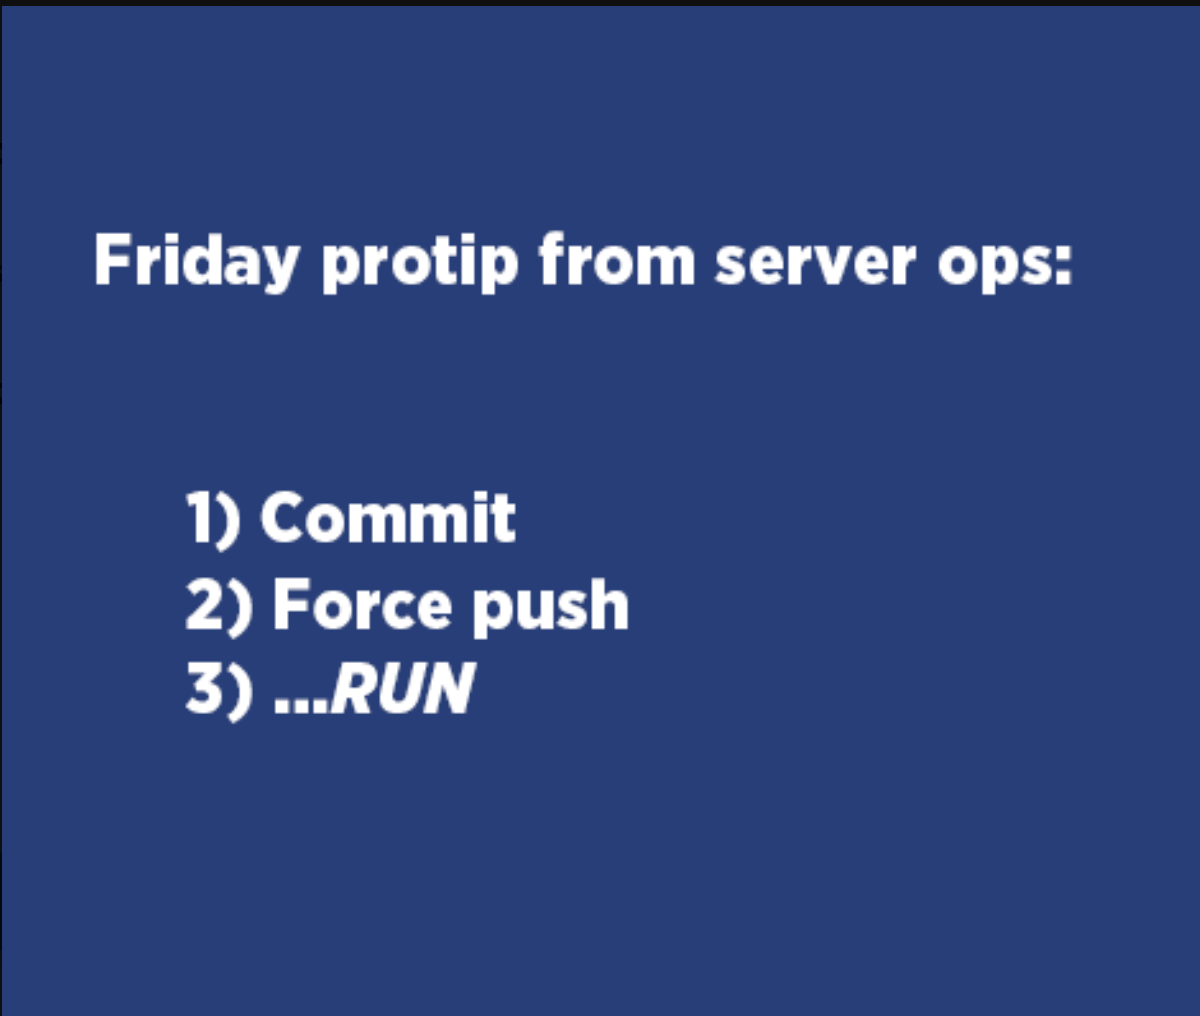 Friday protip from server ops:
1) Commit
2) Force push
3) ...RUN